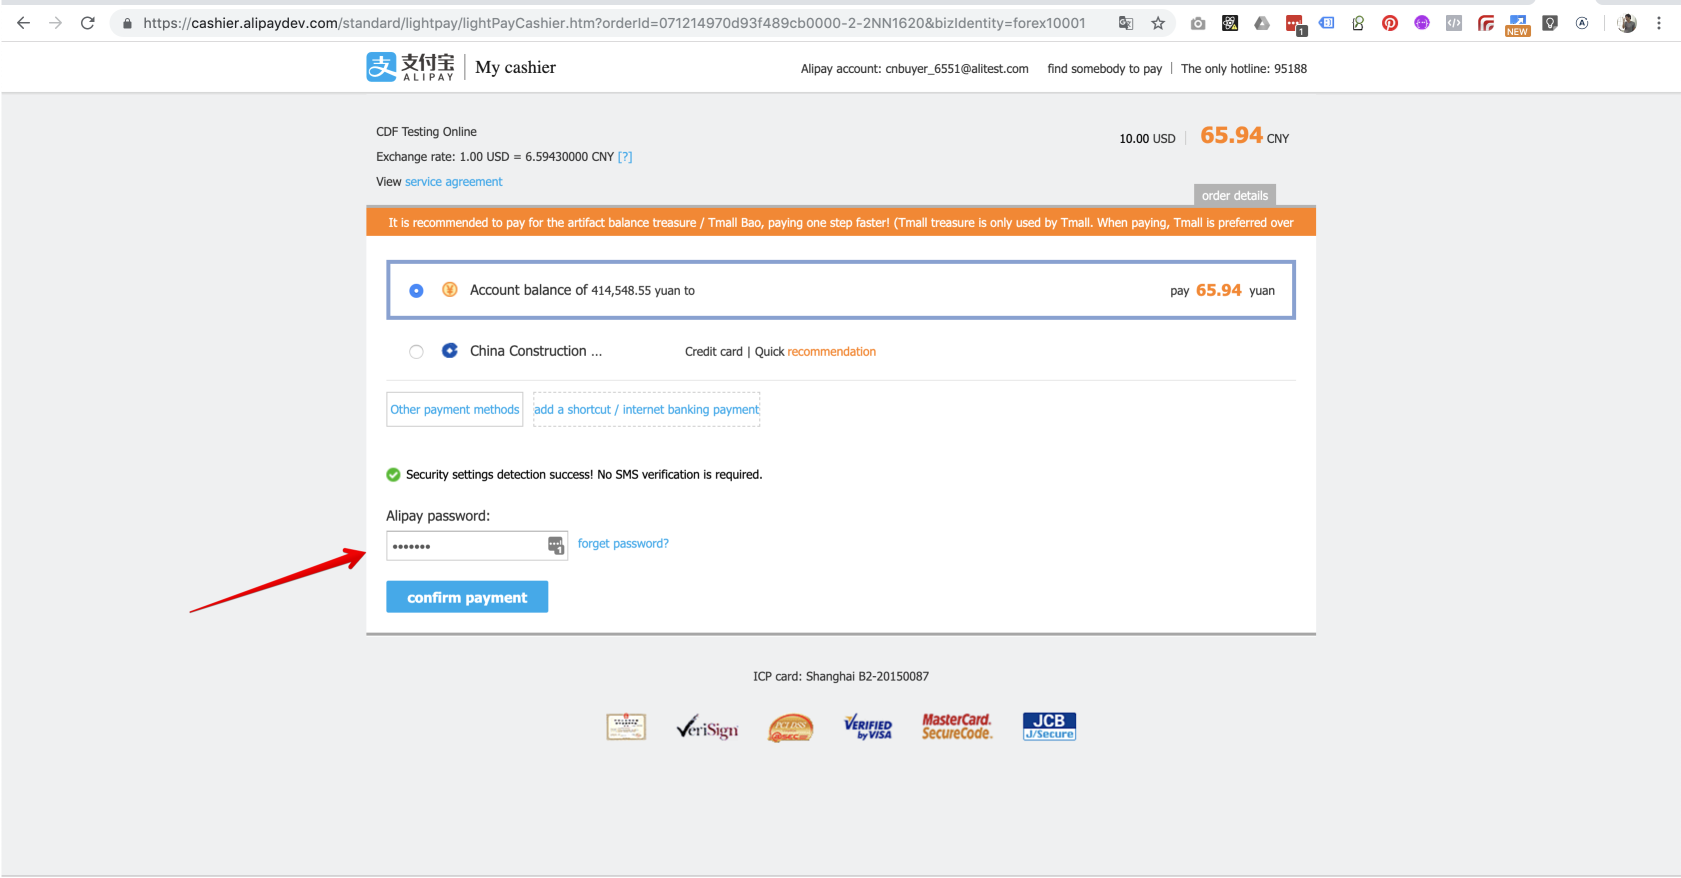 https://cashier.alipaydev.com/standard/lightpay/lightPayCashier.htm?orderId=071214970d93f489cb0000-2-2NN1620&bizIdentity=forex10001
1
NEW
支付宝
ALIPAY
My cashier
Alipay account: cnbuyer_6551@alitest.com find somebody to pay | The only hotline: 95188
CDF Testing Online
10.00 USD | 65.94 CNY
Exchange rate: 1.00 USD = 6.59430000 CNY [?]
View service agreement
order details
It is recommended to pay for the artifact balance treasure / Tmall Bao, paying one step faster! (Tmall treasure is only used by Tmall. When paying, Tmall is preferred over
Account balance of 414,548.55 yuan to pay 65.94 yuan
China Construction ... Credit card | Quick recommendation
Other payment methods add a shortcut / internet banking payment
Security settings detection success! No SMS verification is required.
Alipay password:
•••••••
1
forget password?
confirm payment
ICP card: Shanghai B2-20150087
VeriSign
VERIFIED
by VISA
MasterCard.
SecureCode.
JCB
J/Secure